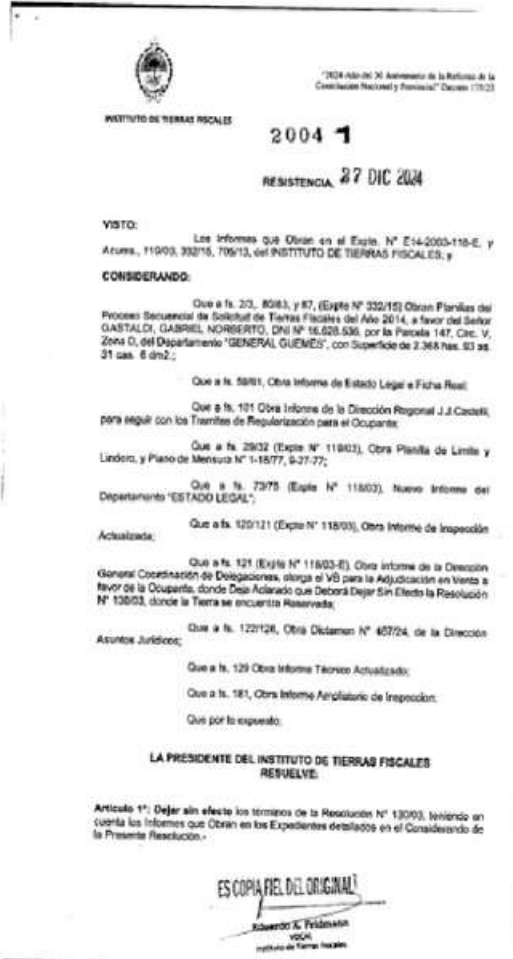 "2024-Año del 30 Aniversario de la Reforma de la
Constitución Nacional y Provincial" Decreto 175/23
INSTITUTO DE TIERRAS FISCALES
2004 1
RESISTENCIA, 27 DIC 2024
VISTO:
Los Informes que Obran en el Expte. N° E14-2003-118-E, y
Acums., 119/03, 332/15, 705/13, del INSTITUTO DE TIERRAS FISCALES; y
CONSIDERANDO:
Que a fs. 2/3, 80/83, y 87, (Expte N° 332/15) Obran Planillas del
Proceso Secuencial de Solicitud de Tierras Fiscales del Año 2014, a favor del Señor
GASTALDI, GABRIEL NORBERTO, DNI N° 16.628.536, por la Parcela 147, Circ. V,
Zona D, del Departamento "GENERAL GUEMES", con Superficie de 2.368 has. 93 as.
31 cas. 6 dm2.;
Que a fs. 59/61, Obra Informe de Estado Legal e Ficha Real;
Que a fs. 101 Obra Informe de la Dirección Regional J.J.Castelli,
para seguir con los Tramites de Regularización para el Ocupante;
Que a fs. 29/32 (Expte N° 119/03), Obra Planilla de Limite y
Lindero, y Plano de Mensura N° 1-18/77, 9-27-77;
Que a fs. 73/75 (Expte N° 118/03), Nuevo Informe del
Departamento "ESTADO LEGAL";
Que a fs. 120/121 (Expte N° 118/03), Obra Informe de Inspección
Actualizada;
Que a fs. 121 (Expte N° 118/03-E), Obra informe de la Dirección
General Coordinación de Delegaciones, otorga el VB para la Adjudicación en Venta a
favor de la Ocupante, donde Deja Aclarado que Deborá Dejar Sin Efecto la Resolución
N° 130/03, donde la Tierra se encuentra Reservada;
Que a fs. 122/126, Obra Dictamen N° 457/24, de la Dirección
Asuntos Jurídicos;
Que a fs. 129 Obra Informe Técnico Actualizado;
Que a fs. 181, Obra Informe Ampliatorio de Inspeccion;
Que por lo expuesto;
LA PRESIDENTE DEL INSTITUTO DE TIERRAS FISCALES
RESUELVE:
Artículo 1°: Dejar sin efecto los términos de la Resolución N° 130/03, teniendo en
cuenta los Informes que Obran en los Expedientes detallados en el Considerando de
la Presente Resolución.-
ES COPIA FIEL DEL ORIGINAL
Eduardo A. Feldmann
VOCAL
Instituto de Tierras Fiscales